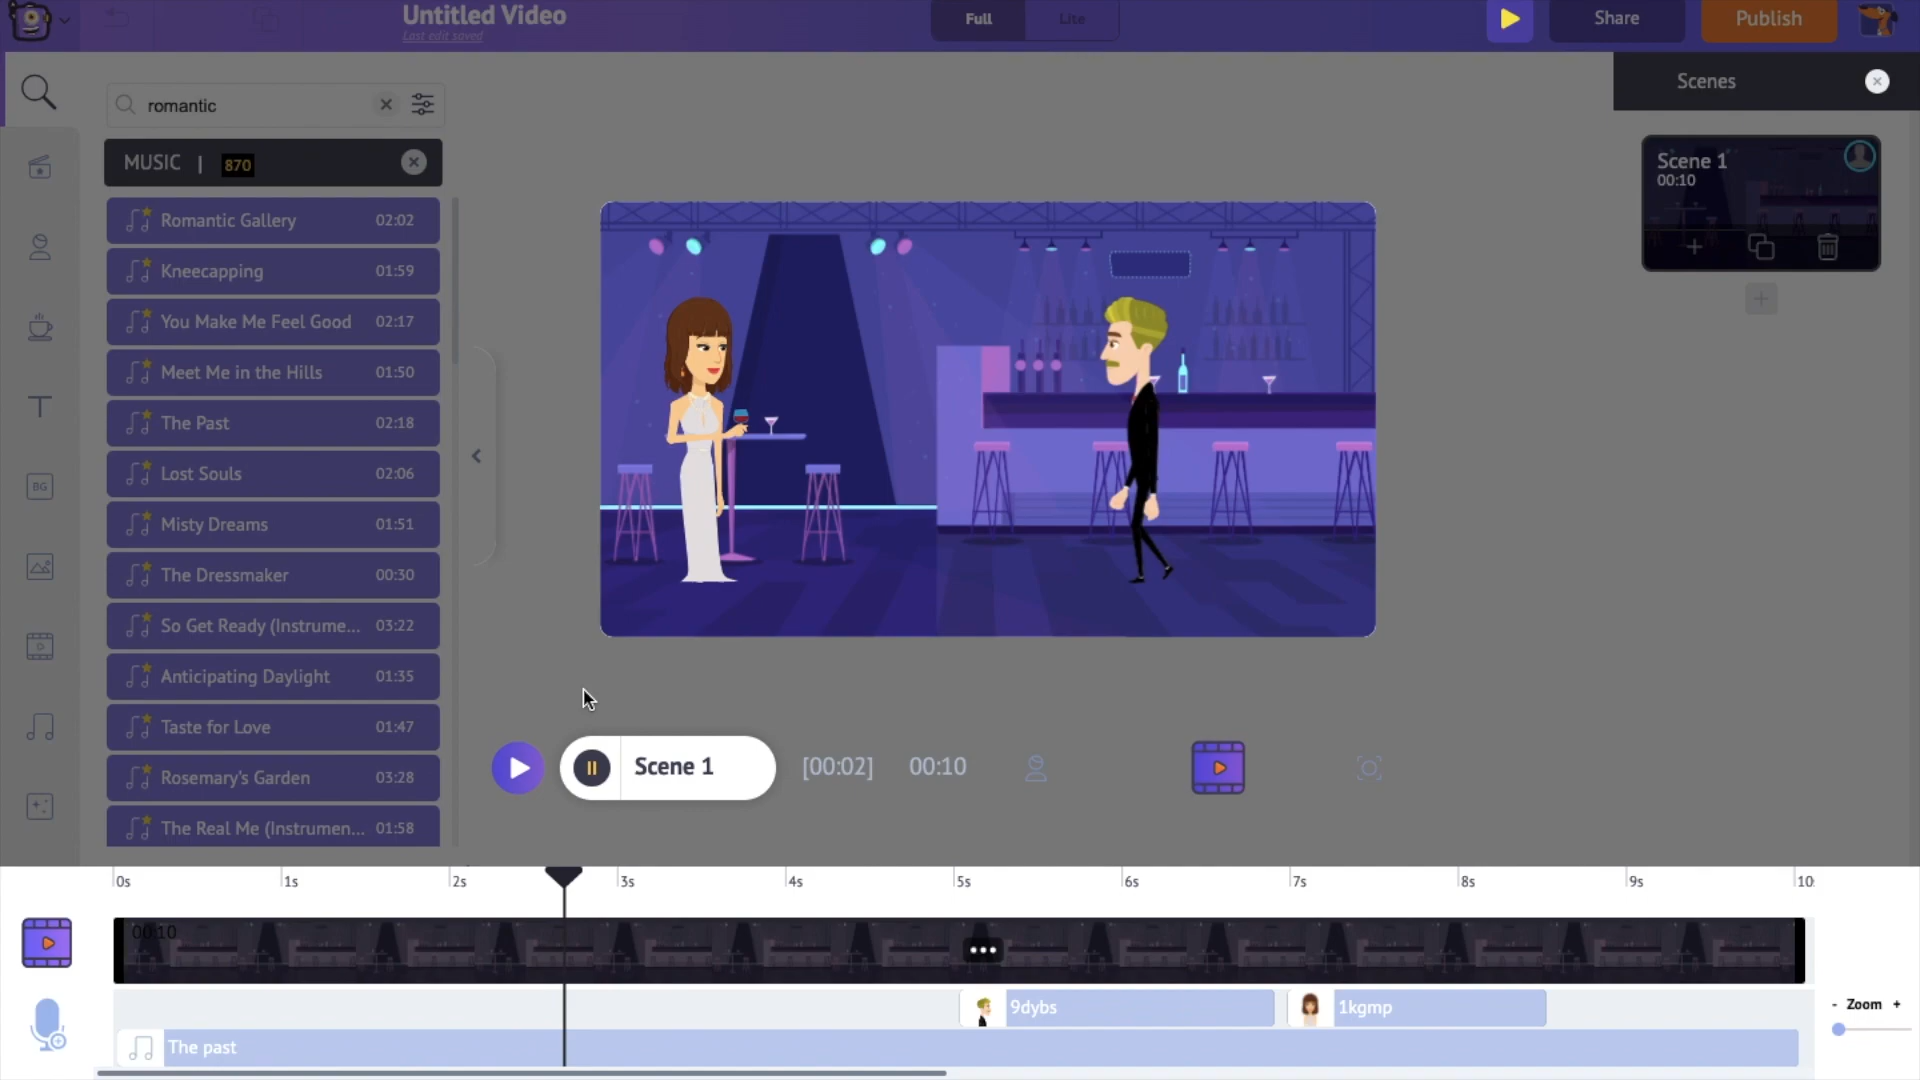 Untitled Video
Last edit saved
Full
Lite
Share
Publish
romantic
MUSIC | 870
Romantic Gallery 02:02
Kneecapping 01:59
You Make Me Feel Good 02:17
Meet Me in the Hills 01:50
The Past 02:18
Lost Souls 02:06
Misty Dreams 01:51
The Dressmaker 00:30
So Get Ready (Instrume... 03:22
Anticipating Daylight 01:35
Taste for Love 01:47
Rosemary's Garden 03:28
The Real Me (Instrumen... 01:58
T
BG
Scenes
Scene 1
00:10
Scene 1
[00:02]
00:10
0s 1s 2s 3s 4s 5s 6s 7s 8s 9s 10
00:10
9dybs
1kgmp
The past
- Zoom +